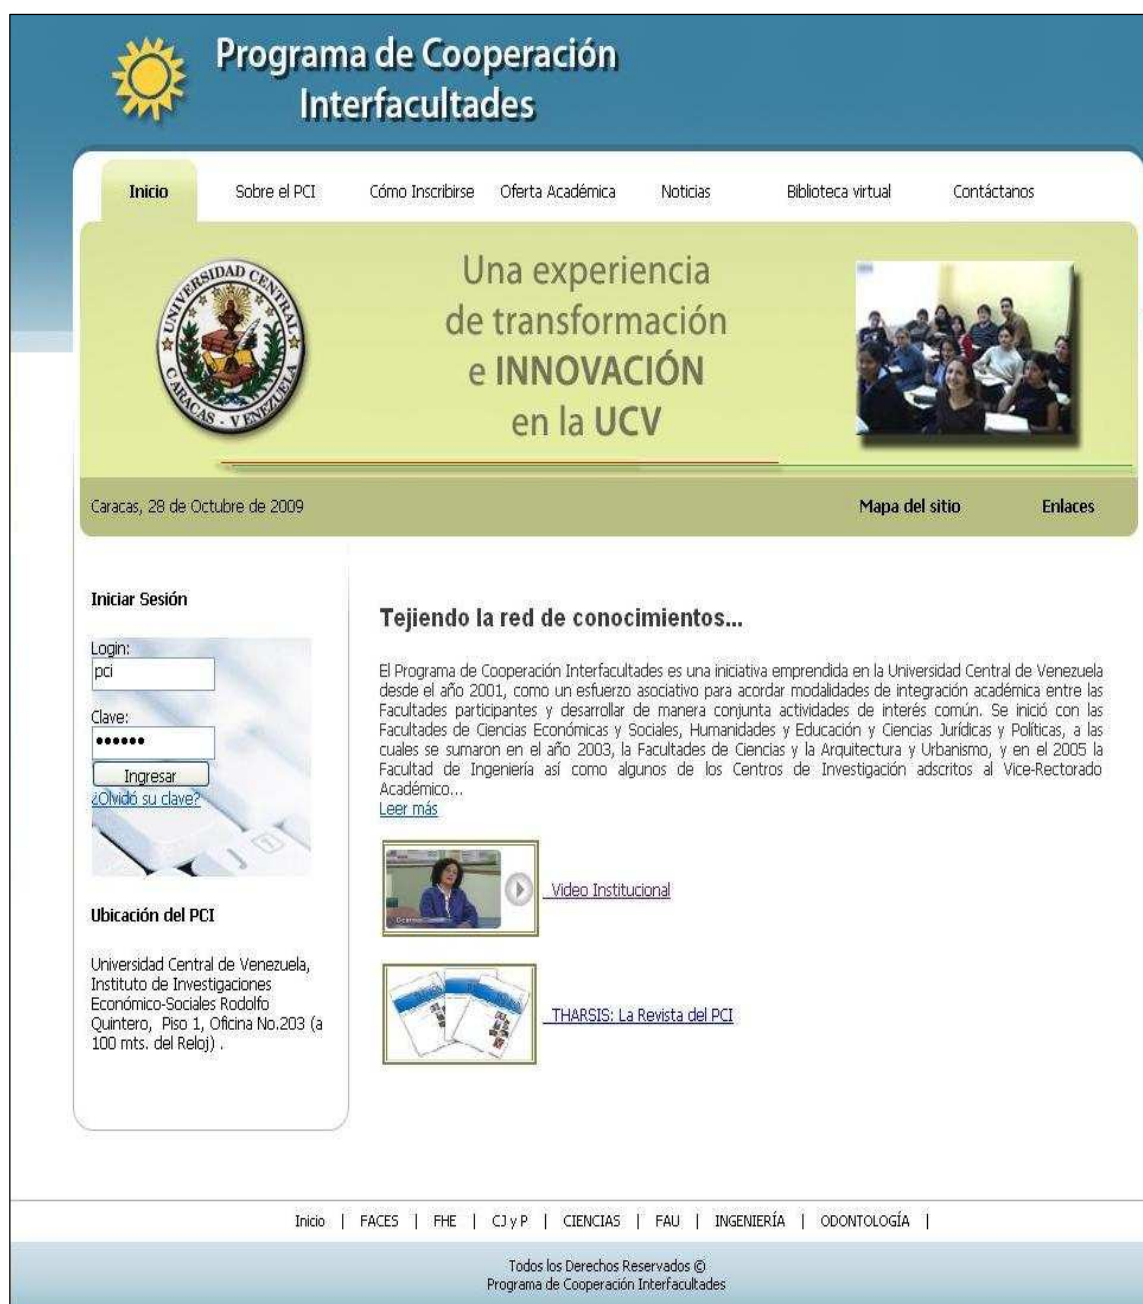 Programa de Cooperación
Interfacultades
Inicio
Sobre el PCI
Cómo Inscribirse
Oferta Académica
Noticias
Biblioteca virtual
Contáctanos
UNIVERSIDAD CENTRAL
CARACAS - VENEZUELA
Una experiencia
de transformación
e INNOVACIÓN
en la UCV
Caracas, 28 de Octubre de 2009
Mapa del sitio
Enlaces
Iniciar Sesión
Login:
pci
Clave:
••••••
Ingresar
¿Olvidó su clave?
Ubicación del PCI
Universidad Central de Venezuela,
Instituto de Investigaciones
Económico-Sociales Rodolfo
Quintero, Piso 1, Oficina No.203 (a
100 mts. del Reloj) .
Tejiendo la red de conocimientos...
El Programa de Cooperación Interfacultades es una iniciativa emprendida en la Universidad Central de Venezuela
desde el año 2001, como un esfuerzo asociativo para acordar modalidades de integración académica entre las
Facultades participantes y desarrollar de manera conjunta actividades de interés común. Se inició con las
Facultades de Ciencias Económicas y Sociales, Humanidades y Educación y Ciencias Jurídicas y Políticas, a las
cuales se sumaron en el año 2003, la Facultades de Ciencias y la Arquitectura y Urbanismo, y en el 2005 la
Facultad de Ingeniería así como algunos de los Centros de Investigación adscritos al Vice-Rectorado
Académico...
Leer más
Video Institucional
THARSIS: La Revista del PCI
Inicio | FACES | FHE | CJ y P | CIENCIAS | FAU | INGENIERÍA | ODONTOLOGÍA |
Todos los Derechos Reservados ©
Programa de Cooperación Interfacultades